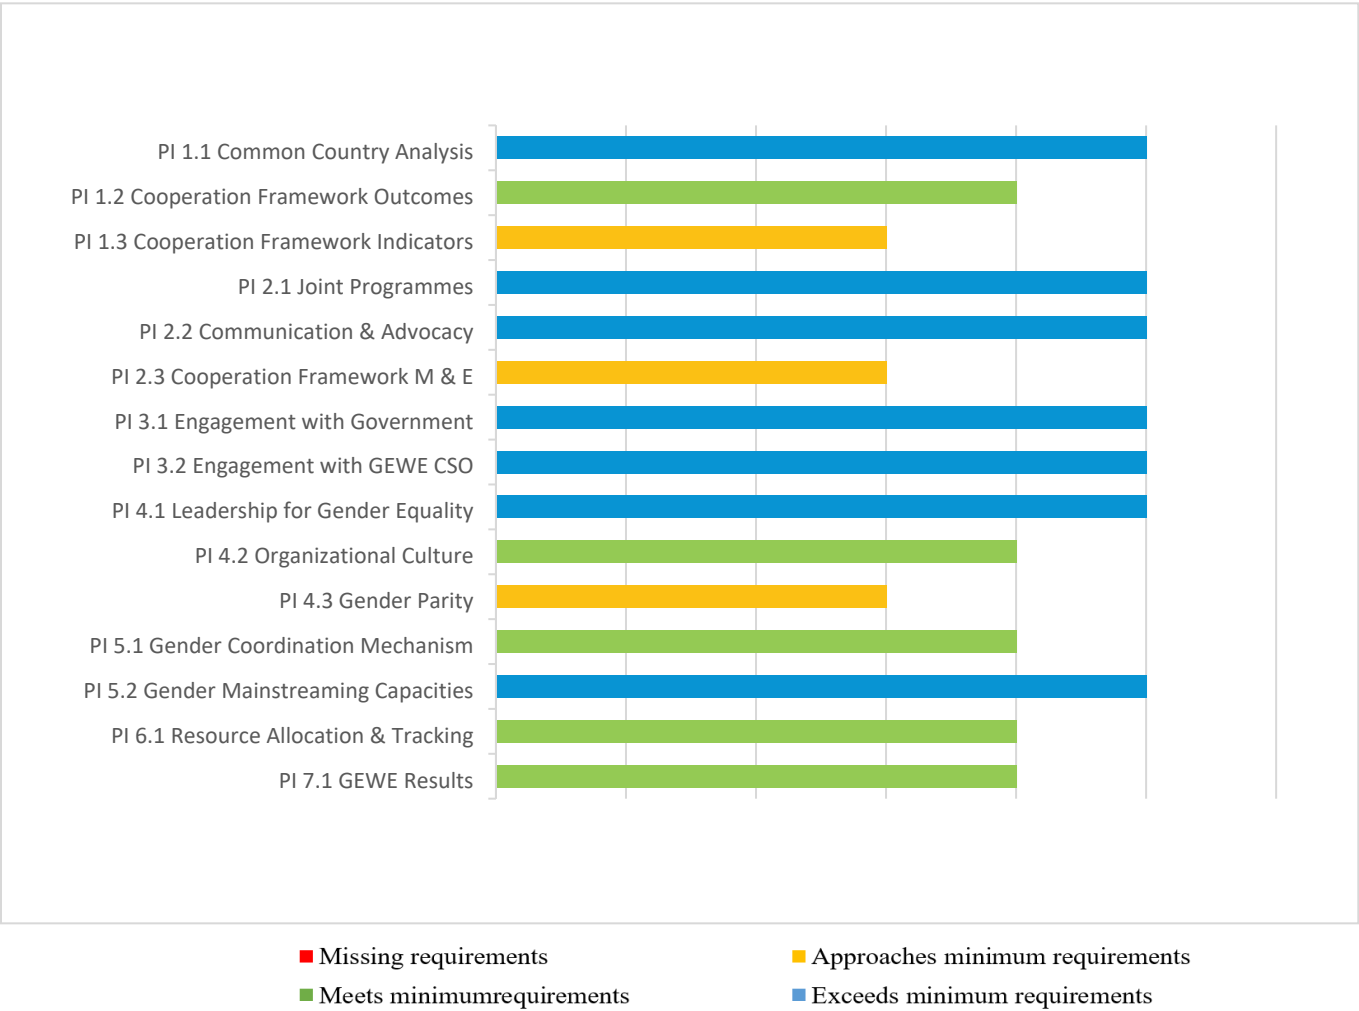 PI 1.1 Common Country Analysis
PI 1.2 Cooperation Framework Outcomes
PI 1.3 Cooperation Framework Indicators
PI 2.1 Joint Programmes
PI 2.2 Communication & Advocacy
PI 2.3 Cooperation Framework M & E
PI 3.1 Engagement with Government
PI 3.2 Engagement with GEWE CSO
PI 4.1 Leadership for Gender Equality
PI 4.2 Organizational Culture
PI 4.3 Gender Parity
PI 5.1 Gender Coordination Mechanism
PI 5.2 Gender Mainstreaming Capacities
PI 6.1 Resource Allocation & Tracking
PI 7.1 GEWE Results
Missing requirements
Approaches minimum requirements
Meets minimumrequirements
Exceeds minimum requirements